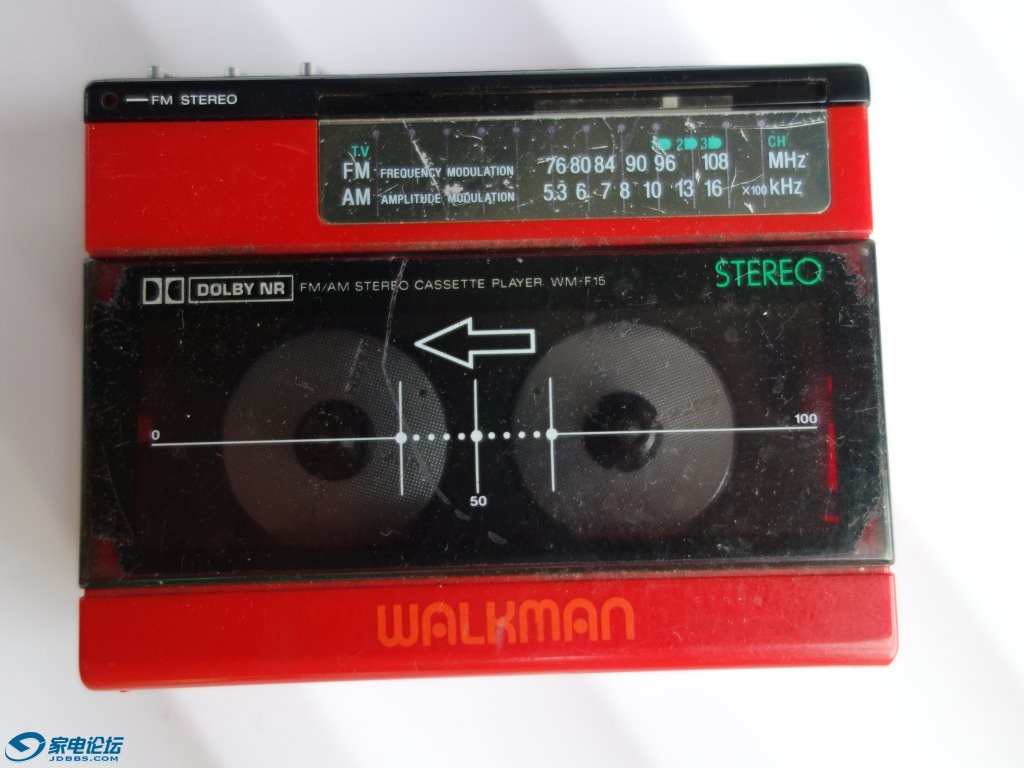 FM STEREO
T.V 2 3 CH
FM FREQUENCY MODULATION 76 80 84 90 96 108 MHz
AM AMPLITUDE MODULATION 5.3 6 7 8 10 13 16 ×100 kHz
STEREO
DOLBY NR FM/AM STEREO CASSETTE PLAYER WM-F15
0 100
50
WALKMAN
家电论坛
JDBBS.COM